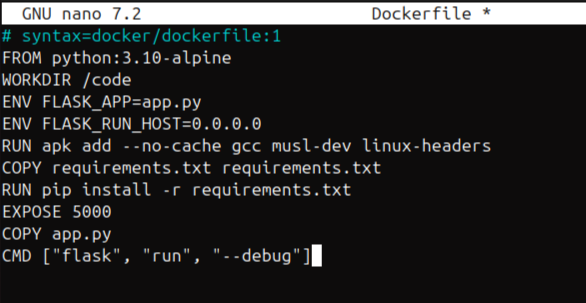 GNU nano 7.2 Dockerfile *
# syntax=docker/dockerfile:1
FROM python:3.10-alpine
WORKDIR /code
ENV FLASK_APP=app.py
ENV FLASK_RUN_HOST=0.0.0.0
RUN apk add --no-cache gcc musl-dev linux-headers
COPY requirements.txt requirements.txt
RUN pip install -r requirements.txt
EXPOSE 5000
COPY app.py
CMD ["flask", "run", "--debug"]